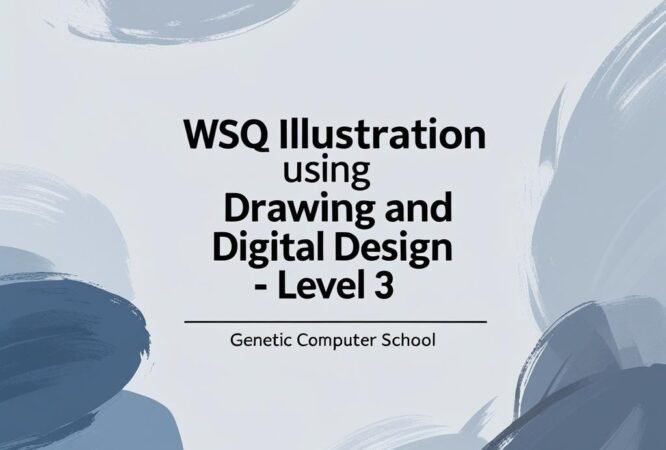 WSQ Illustration
using
Drawing and
Digital Design
- Level 3
Genetic Computer School